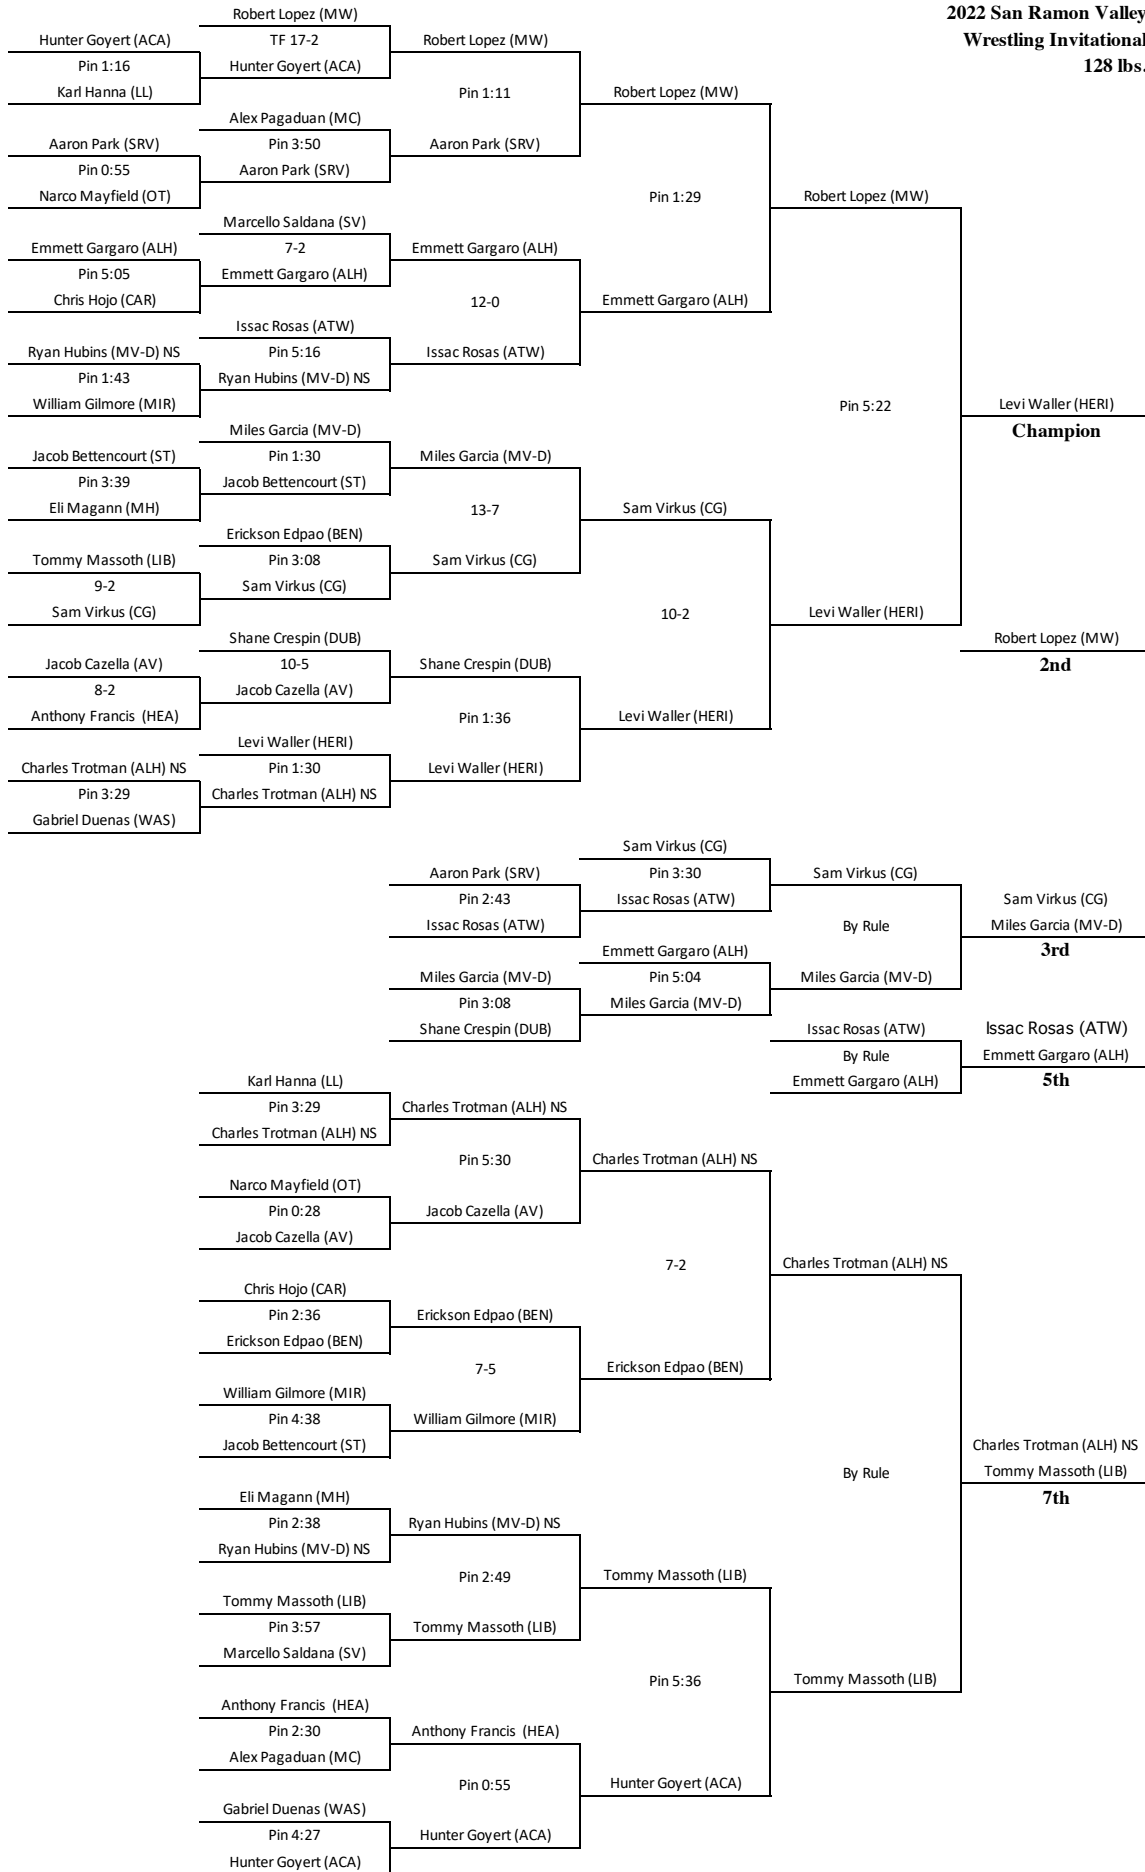 2022 San Ramon Valley
Wrestling Invitational
128 lbs.
Robert Lopez (MW)
Hunter Goyert (ACA)
TF 17-2
Robert Lopez (MW)
Pin 1:16
Hunter Goyert (ACA)
Karl Hanna (LL)
Pin 1:11
Robert Lopez (MW)
Alex Pagaduan (MC)
Aaron Park (SRV)
Pin 3:50
Aaron Park (SRV)
Pin 0:55
Aaron Park (SRV)
Narco Mayfield (OT)
Pin 1:29
Robert Lopez (MW)
Marcello Saldana (SV)
Emmett Gargaro (ALH)
7-2
Emmett Gargaro (ALH)
Pin 5:05
Emmett Gargaro (ALH)
Chris Hojo (CAR)
12-0
Emmett Gargaro (ALH)
Issac Rosas (ATW)
Ryan Hubins (MV-D) NS
Pin 5:16
Issac Rosas (ATW)
Pin 1:43
Ryan Hubins (MV-D) NS
William Gilmore (MIR)
Pin 5:22
Levi Waller (HERI)
Champion
Miles Garcia (MV-D)
Jacob Bettencourt (ST)
Pin 1:30
Miles Garcia (MV-D)
Pin 3:39
Jacob Bettencourt (ST)
Eli Magann (MH)
13-7
Sam Virkus (CG)
Erickson Edpao (BEN)
Tommy Massoth (LIB)
Pin 3:08
Sam Virkus (CG)
9-2
Sam Virkus (CG)
Sam Virkus (CG)
10-2
Levi Waller (HERI)
Shane Crespin (DUB)
Robert Lopez (MW)
2nd
Jacob Cazella (AV)
10-5
Shane Crespin (DUB)
8-2
Jacob Cazella (AV)
Anthony Francis (HEA)
Pin 1:36
Levi Waller (HERI)
Levi Waller (HERI)
Charles Trotman (ALH) NS
Pin 1:30
Levi Waller (HERI)
Pin 3:29
Charles Trotman (ALH) NS
Gabriel Duenas (WAS)
Sam Virkus (CG)
Aaron Park (SRV)
Pin 3:30
Sam Virkus (CG)
Pin 2:43
Issac Rosas (ATW)
Sam Virkus (CG)
Issac Rosas (ATW)
By Rule
Miles Garcia (MV-D)
3rd
Emmett Gargaro (ALH)
Miles Garcia (MV-D)
Pin 5:04
Miles Garcia (MV-D)
Pin 3:08
Miles Garcia (MV-D)
Shane Crespin (DUB)
Issac Rosas (ATW)
Issac Rosas (ATW)
By Rule
Emmett Gargaro (ALH)
Emmett Gargaro (ALH)
5th
Karl Hanna (LL)
Pin 3:29
Charles Trotman (ALH) NS
Charles Trotman (ALH) NS
Pin 5:30
Charles Trotman (ALH) NS
Narco Mayfield (OT)
Pin 0:28
Jacob Cazella (AV)
Jacob Cazella (AV)
7-2
Charles Trotman (ALH) NS
Chris Hojo (CAR)
Pin 2:36
Erickson Edpao (BEN)
Erickson Edpao (BEN)
7-5
Erickson Edpao (BEN)
William Gilmore (MIR)
Pin 4:38
William Gilmore (MIR)
Jacob Bettencourt (ST)
By Rule
Charles Trotman (ALH) NS
Tommy Massoth (LIB)
7th
Eli Magann (MH)
Pin 2:38
Ryan Hubins (MV-D) NS
Ryan Hubins (MV-D) NS
Pin 2:49
Tommy Massoth (LIB)
Tommy Massoth (LIB)
Pin 3:57
Tommy Massoth (LIB)
Marcello Saldana (SV)
Pin 5:36
Tommy Massoth (LIB)
Anthony Francis (HEA)
Pin 2:30
Anthony Francis (HEA)
Alex Pagaduan (MC)
Pin 0:55
Hunter Goyert (ACA)
Gabriel Duenas (WAS)
Pin 4:27
Hunter Goyert (ACA)
Hunter Goyert (ACA)